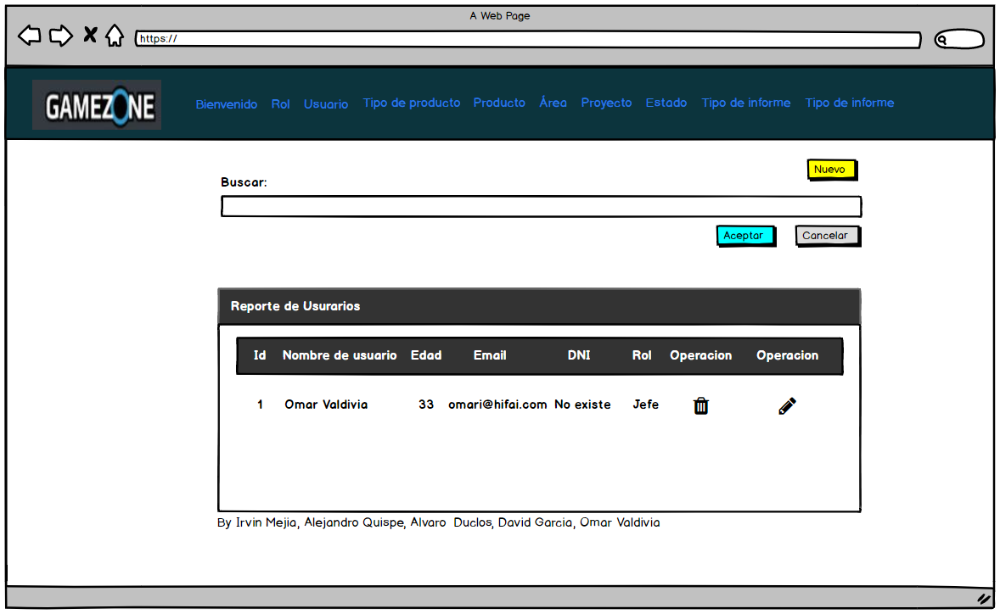 A Web Page
https://
GAMEZONE
Bienvenido Rol Usuario Tipo de producto Producto Área Proyecto Estado Tipo de informe Tipo de informe
Nuevo
Buscar:
Aceptar Cancelar
Reporte de Usurarios
Id Nombre de usuario Edad Email DNI Rol Operacion Operacion
1 Omar Valdivia 33 omari@hifai.com No existe Jefe
By Irvin Mejia, Alejandro Quispe, Alvaro Duclos, David Garcia, Omar Valdivia